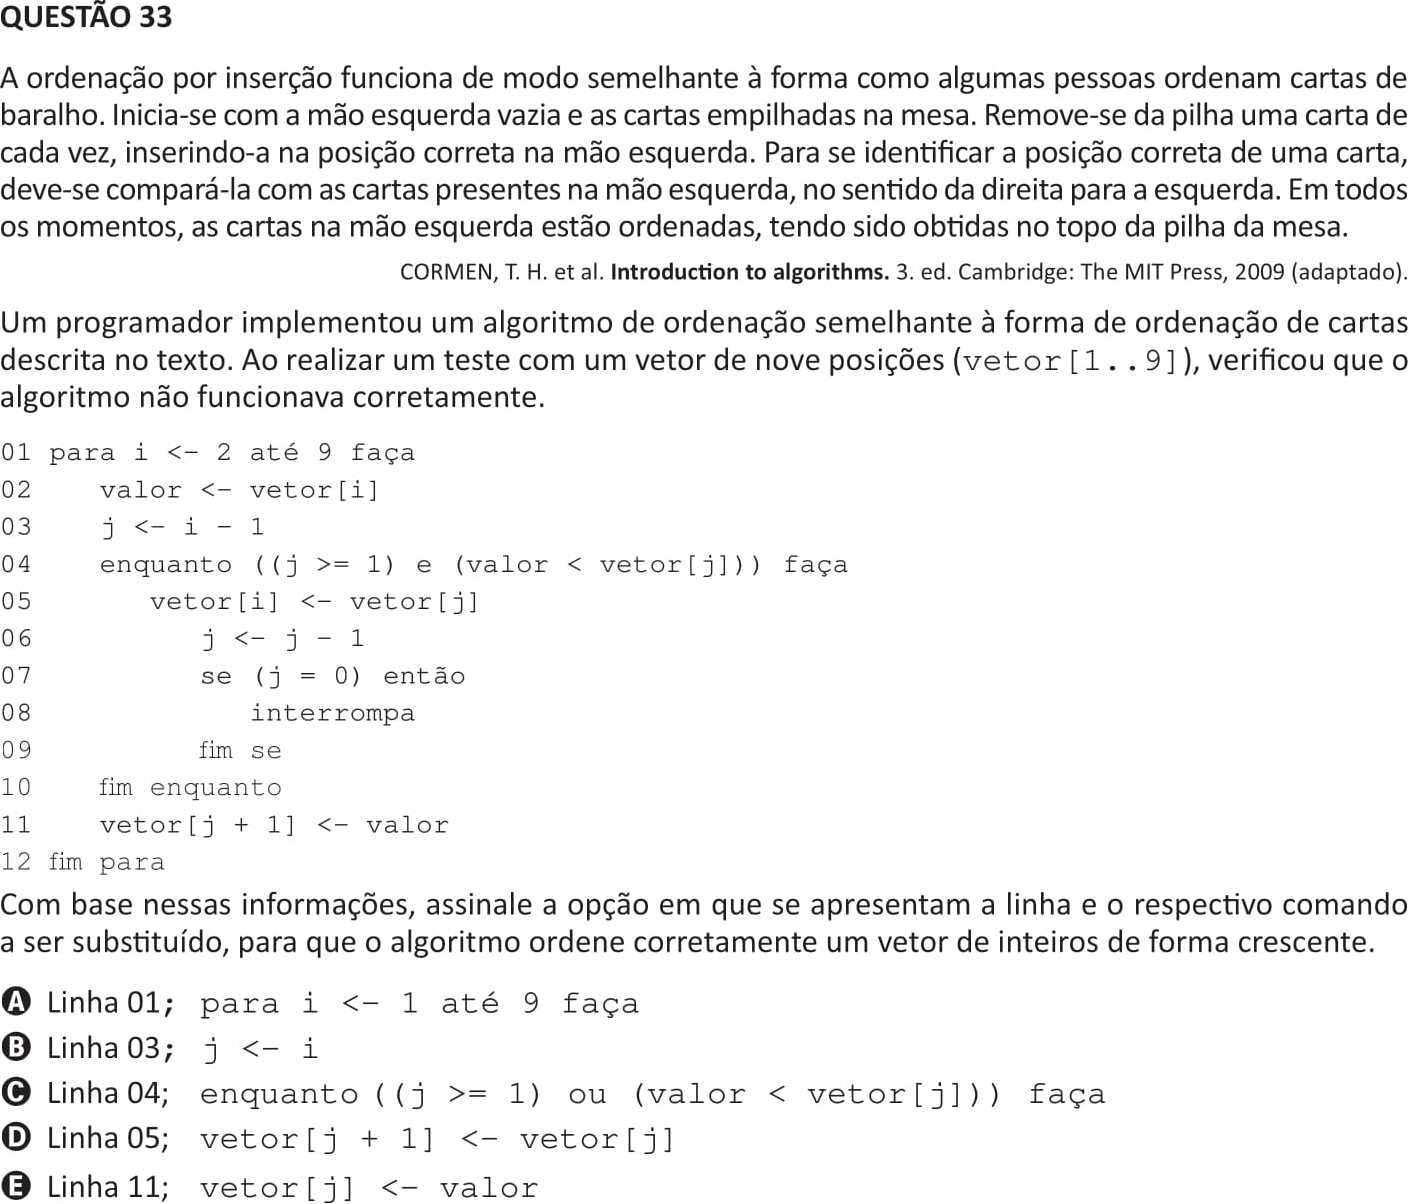 QUESTÃO 33
A ordenação por inserção funciona de modo semelhante à forma como algumas pessoas ordenam cartas de
baralho. Inicia-se com a mão esquerda vazia e as cartas empilhadas na mesa. Remove-se da pilha uma carta de
cada vez, inserindo-a na posição correta na mão esquerda. Para se identificar a posição correta de uma carta,
deve-se compará-la com as cartas presentes na mão esquerda, no sentido da direita para a esquerda. Em todos
os momentos, as cartas na mão esquerda estão ordenadas, tendo sido obtidas no topo da pilha da mesa.
CORMEN, T. H. et al. Introduction to algorithms. 3. ed. Cambridge: The MIT Press, 2009 (adaptado).
Um programador implementou um algoritmo de ordenação semelhante à forma de ordenação de cartas
descrita no texto. Ao realizar um teste com um vetor de nove posições (vetor[1..9]), verificou que o
algoritmo não funcionava corretamente.
01 para i <- 2 até 9 faça
02    valor <- vetor[i]
03    j <- i - 1
04    enquanto ((j >= 1) e (valor < vetor[j])) faça
05       vetor[i] <- vetor[j]
06          j <- j - 1
07          se (j = 0) então
08             interrompa
09          fim se
10    fim enquanto
11    vetor[j + 1] <- valor
12 fim para
Com base nessas informações, assinale a opção em que se apresentam a linha e o respectivo comando
a ser substituído, para que o algoritmo ordene corretamente um vetor de inteiros de forma crescente.
A Linha 01; para i <- 1 até 9 faça
B Linha 03; j <- i
C Linha 04; enquanto ((j >= 1) ou (valor < vetor[j])) faça
D Linha 05; vetor[j + 1] <- vetor[j]
E Linha 11; vetor[j] <- valor